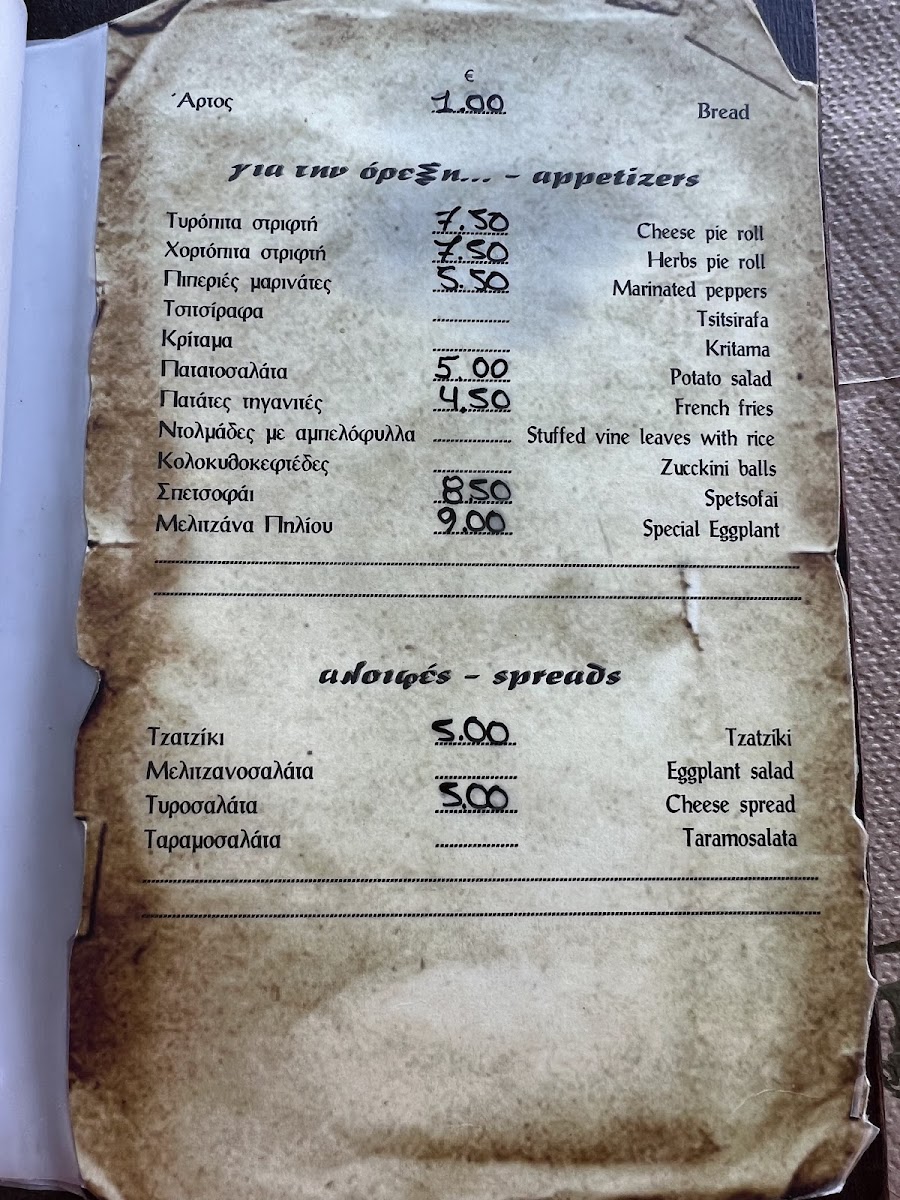 €
Άρτος 1.00 Bread
για την όρεξη... - appetizers
Τυρόπιτα στριφτή 7.50 Cheese pie roll
Χορτόπιτα στριφτή 7.50 Herbs pie roll
Πιπεριές μαρινάτες 5.50 Marinated peppers
Τσιτσίραφα Tsitsirafa
Κρίταμα Kritama
Πατατοσαλάτα 5.00 Potato salad
Πατάτες τηγανιτές 4.50 French fries
Ντολμάδες με αμπελόφυλλα Stuffed vine leaves with rice
Κολοκυθοκεφτέδες Zucckini balls
Σπετσοφάι 8.50 Spetsofai
Μελιτζάνα Πηλίου 9.00 Special Eggplant
αλοιφές - spreads
Τζατζίκι 5.00 Tzatzíki
Μελιτζανοσαλάτα Eggplant salad
Τυροσαλάτα 5.00 Cheese spread
Ταραμοσαλάτα Taramosalata